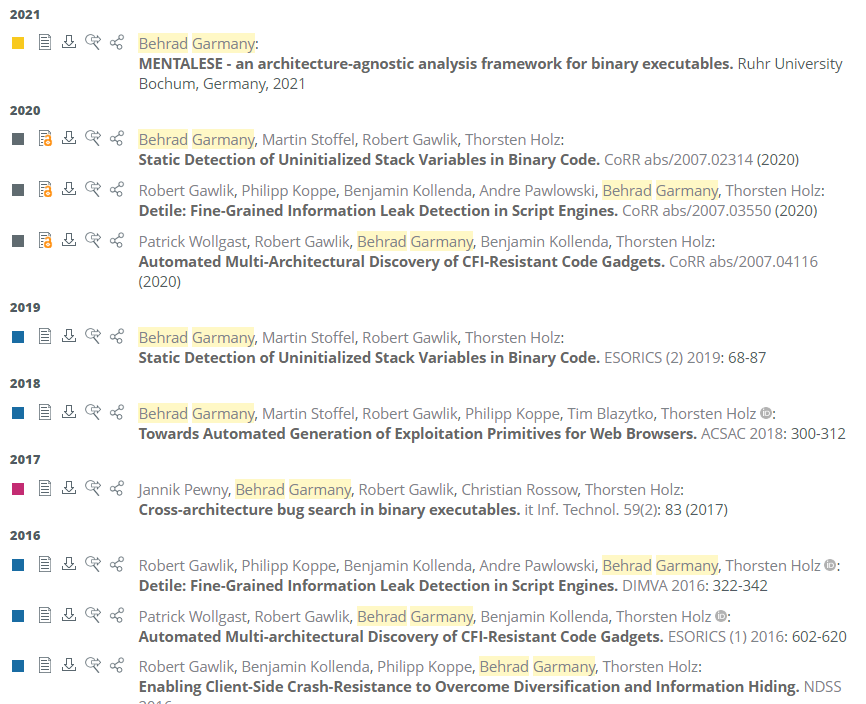 2021
Behrad Garmany:
MENTALESE - an architecture-agnostic analysis framework for binary executables. Ruhr University
Bochum, Germany, 2021
2020
Behrad Garmany, Martin Stoffel, Robert Gawlik, Thorsten Holz:
Static Detection of Uninitialized Stack Variables in Binary Code. CoRR abs/2007.02314 (2020)
Robert Gawlik, Philipp Koppe, Benjamin Kollenda, Andre Pawlowski, Behrad Garmany, Thorsten Holz:
Detile: Fine-Grained Information Leak Detection in Script Engines. CoRR abs/2007.03550 (2020)
Patrick Wollgast, Robert Gawlik, Behrad Garmany, Benjamin Kollenda, Thorsten Holz:
Automated Multi-Architectural Discovery of CFI-Resistant Code Gadgets. CoRR abs/2007.04116
(2020)
2019
Behrad Garmany, Martin Stoffel, Robert Gawlik, Thorsten Holz:
Static Detection of Uninitialized Stack Variables in Binary Code. ESORICS (2) 2019: 68-87
2018
Behrad Garmany, Martin Stoffel, Robert Gawlik, Philipp Koppe, Tim Blazytko, Thorsten Holz iD:
Towards Automated Generation of Exploitation Primitives for Web Browsers. ACSAC 2018: 300-312
2017
Jannik Pewny, Behrad Garmany, Robert Gawlik, Christian Rossow, Thorsten Holz:
Cross-architecture bug search in binary executables. it Inf. Technol. 59(2): 83 (2017)
2016
Robert Gawlik, Philipp Koppe, Benjamin Kollenda, Andre Pawlowski, Behrad Garmany, Thorsten Holz iD:
Detile: Fine-Grained Information Leak Detection in Script Engines. DIMVA 2016: 322-342
Patrick Wollgast, Robert Gawlik, Behrad Garmany, Benjamin Kollenda, Thorsten Holz iD:
Automated Multi-architectural Discovery of CFI-Resistant Code Gadgets. ESORICS (1) 2016: 602-620
Robert Gawlik, Benjamin Kollenda, Philipp Koppe, Behrad Garmany, Thorsten Holz:
Enabling Client-Side Crash-Resistance to Overcome Diversification and Information Hiding. NDSS
2016